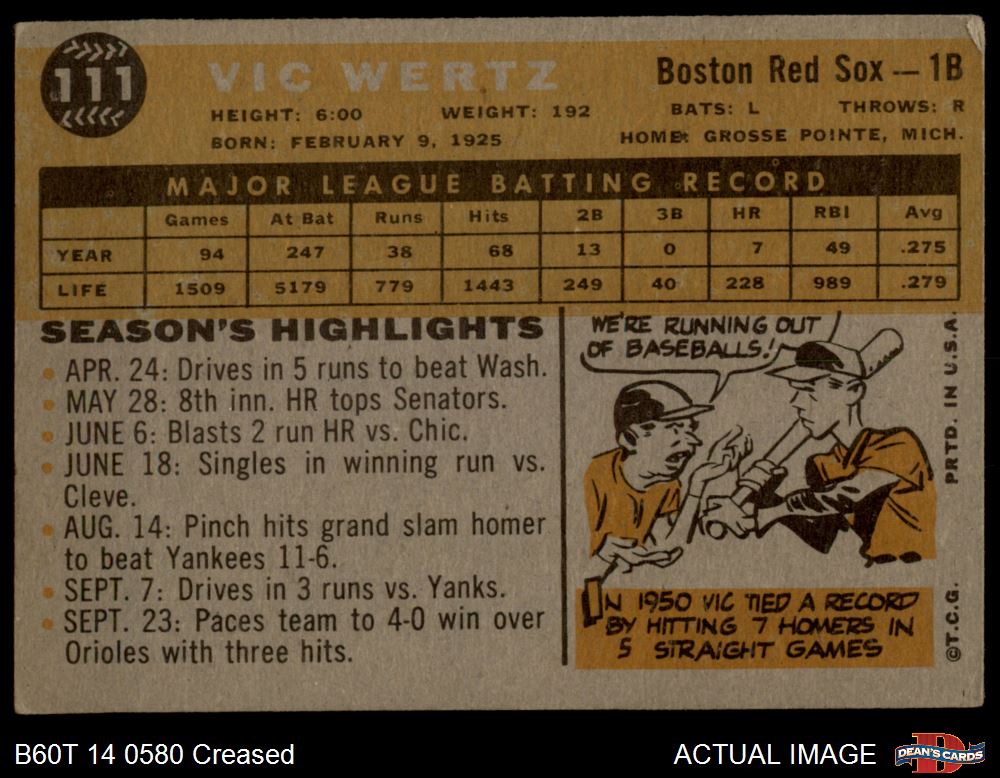 111
VIC WERTZ
Boston Red Sox — 1B
HEIGHT: 6:00 WEIGHT: 192 BATS: L THROWS: R
BORN: FEBRUARY 9, 1925 HOME: GROSSE POINTE, MICH.
MAJOR LEAGUE BATTING RECORD
Games At Bat Runs Hits 2B 3B HR RBI Avg
YEAR 94 247 38 68 13 0 7 49 .275
LIFE 1509 5179 779 1443 249 40 228 989 .279
SEASON'S HIGHLIGHTS
APR. 24: Drives in 5 runs to beat Wash.
MAY 28: 8th inn. HR tops Senators.
JUNE 6: Blasts 2 run HR vs. Chic.
JUNE 18: Singles in winning run vs.
Cleve.
AUG. 14: Pinch hits grand slam homer
to beat Yankees 11-6.
SEPT. 7: Drives in 3 runs vs. Yanks.
SEPT. 23: Paces team to 4-0 win over
Orioles with three hits.
WE'RE RUNNING OUT
OF BASEBALLS!
IN 1950 VIC TIED A RECORD
BY HITTING 7 HOMERS IN
5 STRAIGHT GAMES
©T.C.G. PRTD. IN U.S.A.
B60T 14 0580 Creased
ACTUAL IMAGE
DEAN'S CARDS